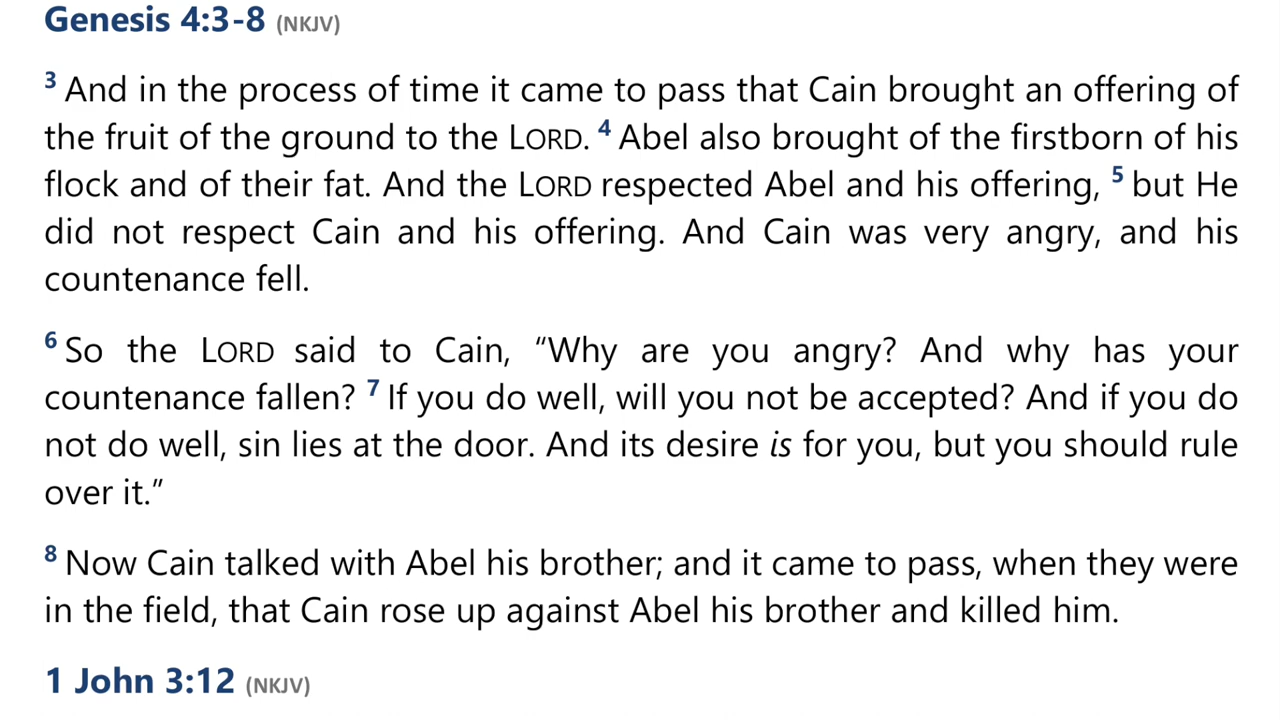 Genesis 4:3-8 (NKJV)
3 And in the process of time it came to pass that Cain brought an offering of
the fruit of the ground to the LORD. 4 Abel also brought of the firstborn of his
flock and of their fat. And the LORD respected Abel and his offering, 5 but He
did not respect Cain and his offering. And Cain was very angry, and his
countenance fell.
6 So the LORD said to Cain, “Why are you angry? And why has your
countenance fallen? 7 If you do well, will you not be accepted? And if you do
not do well, sin lies at the door. And its desire is for you, but you should rule
over it.”
8 Now Cain talked with Abel his brother; and it came to pass, when they were
in the field, that Cain rose up against Abel his brother and killed him.
1 John 3:12 (NKJV)